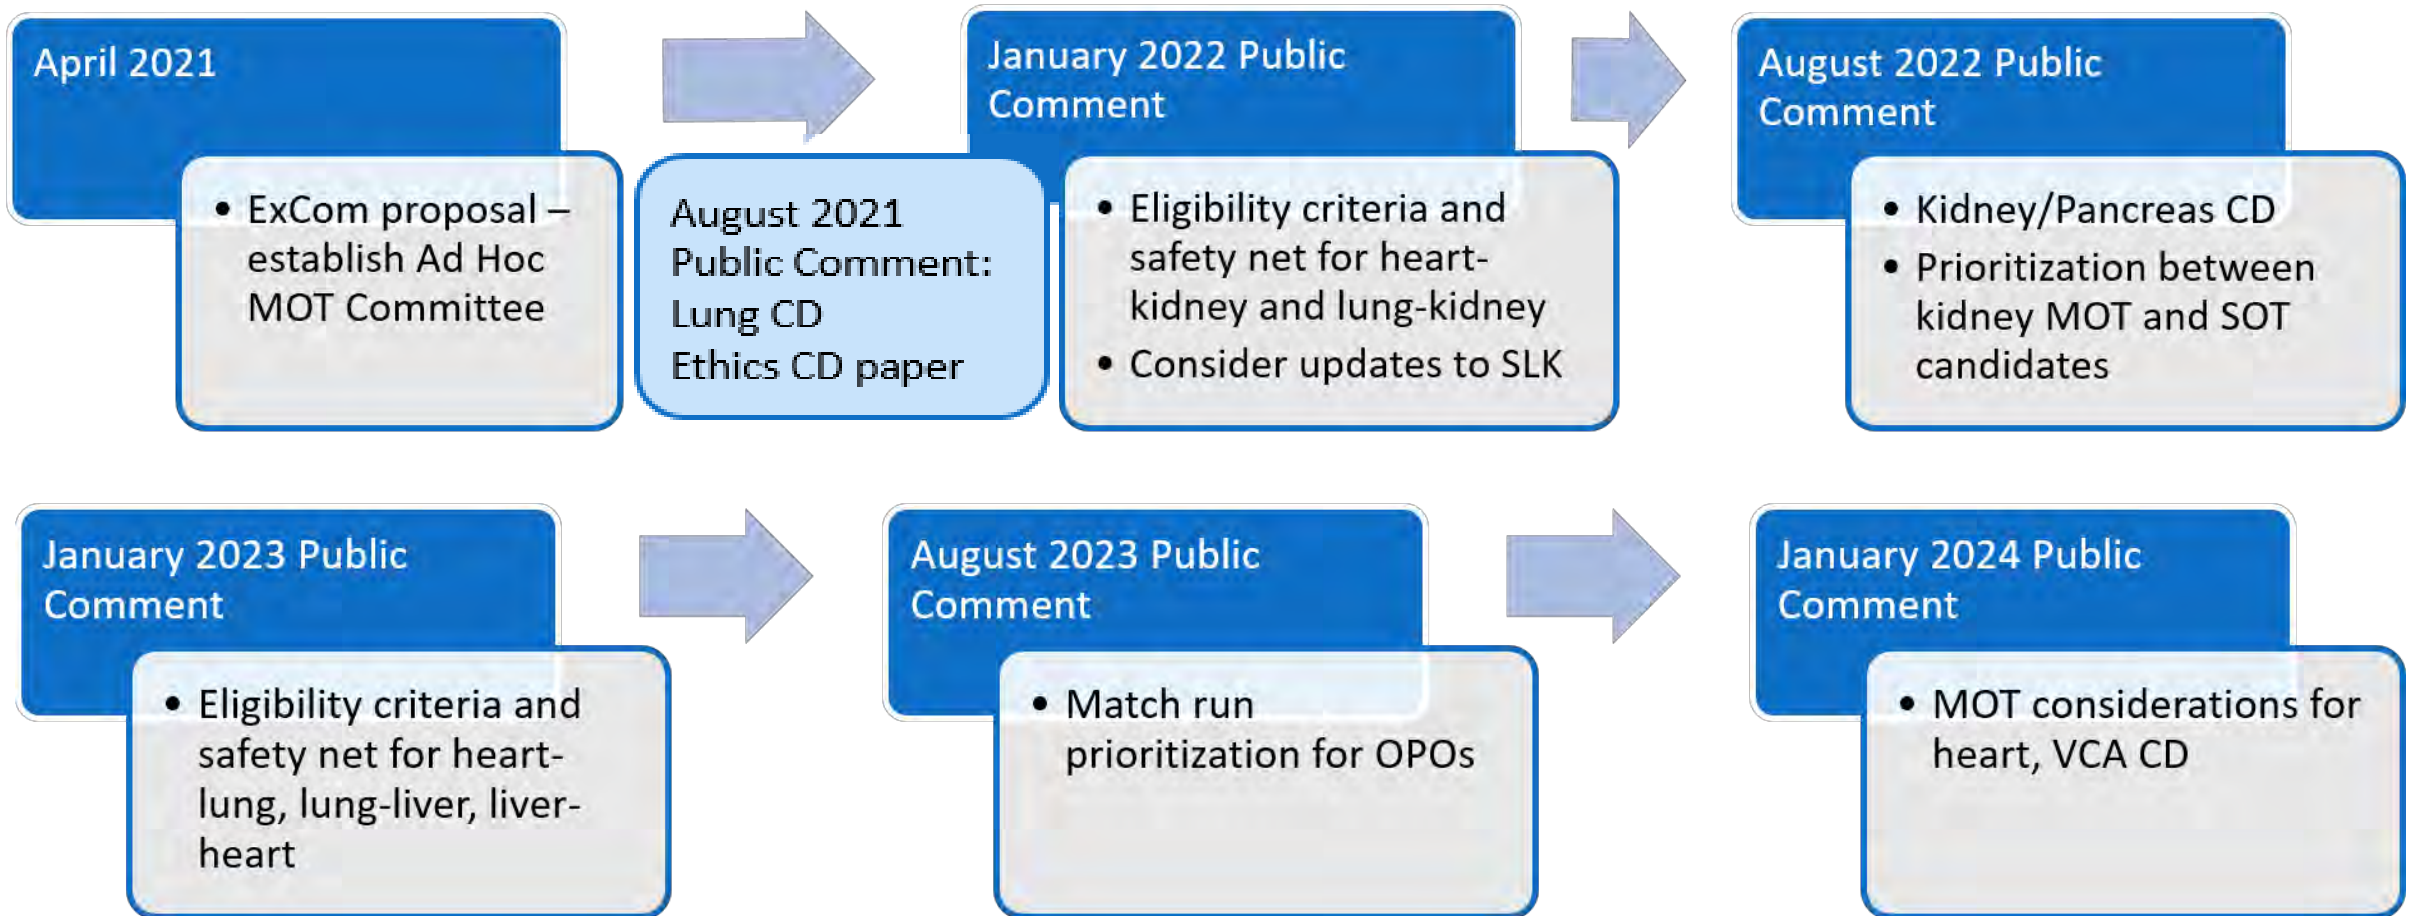 April 2021
• ExCom proposal –
establish Ad Hoc
MOT Committee
August 2021
Public Comment:
Lung CD
Ethics CD paper
January 2022 Public
Comment
• Eligibility criteria and
safety net for heart-
kidney and lung-kidney
• Consider updates to SLK
August 2022 Public
Comment
• Kidney/Pancreas CD
• Prioritization between
kidney MOT and SOT
candidates
January 2023 Public
Comment
• Eligibility criteria and
safety net for heart-
lung, lung-liver, liver-
heart
August 2023 Public
Comment
• Match run
prioritization for OPOs
January 2024 Public
Comment
• MOT considerations for
heart, VCA CD